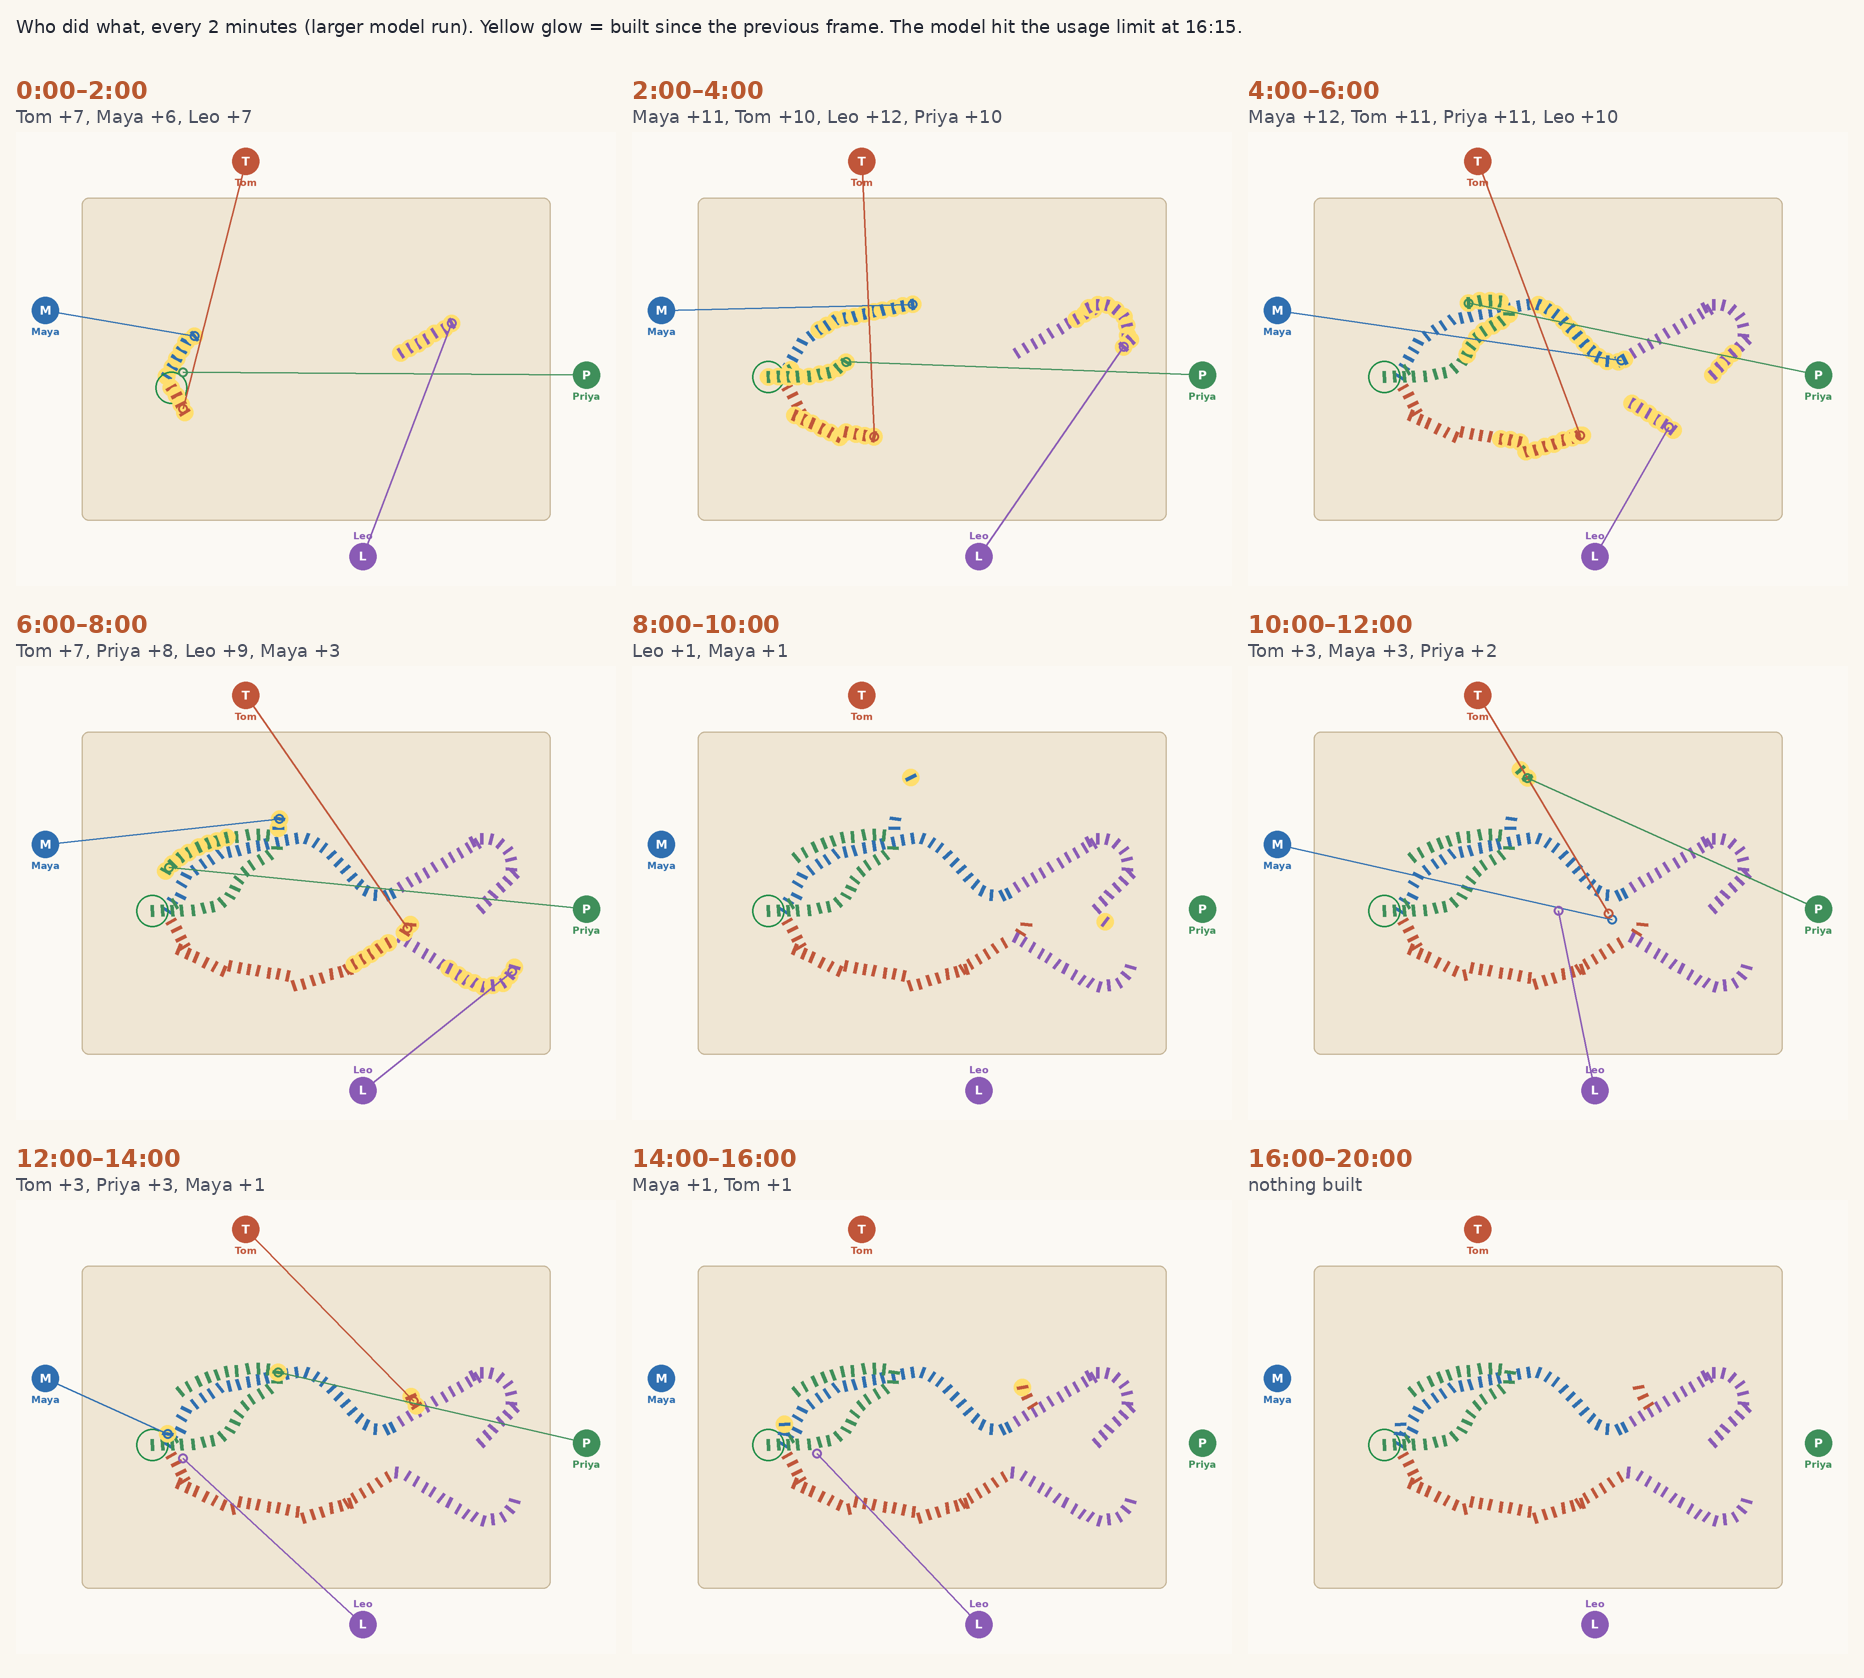 Who did what, every 2 minutes (larger model run). Yellow glow = built since the previous frame. The model hit the usage limit at 16:15.
0:00–2:00
Tom +7, Maya +6, Leo +7
T
Tom
M
Maya
P
Priya
Leo
L
2:00–4:00
Maya +11, Tom +10, Leo +12, Priya +10
T
Tom
M
Maya
P
Priya
Leo
L
4:00–6:00
Maya +12, Tom +11, Priya +11, Leo +10
T
Tom
M
Maya
P
Priya
Leo
L
6:00–8:00
Tom +7, Priya +8, Leo +9, Maya +3
T
Tom
M
Maya
P
Priya
Leo
L
8:00–10:00
Leo +1, Maya +1
T
Tom
M
Maya
P
Priya
Leo
L
10:00–12:00
Tom +3, Maya +3, Priya +2
T
Tom
M
Maya
P
Priya
Leo
L
12:00–14:00
Tom +3, Priya +3, Maya +1
T
Tom
M
Maya
P
Priya
Leo
L
14:00–16:00
Maya +1, Tom +1
T
Tom
M
Maya
P
Priya
Leo
L
16:00–20:00
nothing built
T
Tom
M
Maya
P
Priya
Leo
L